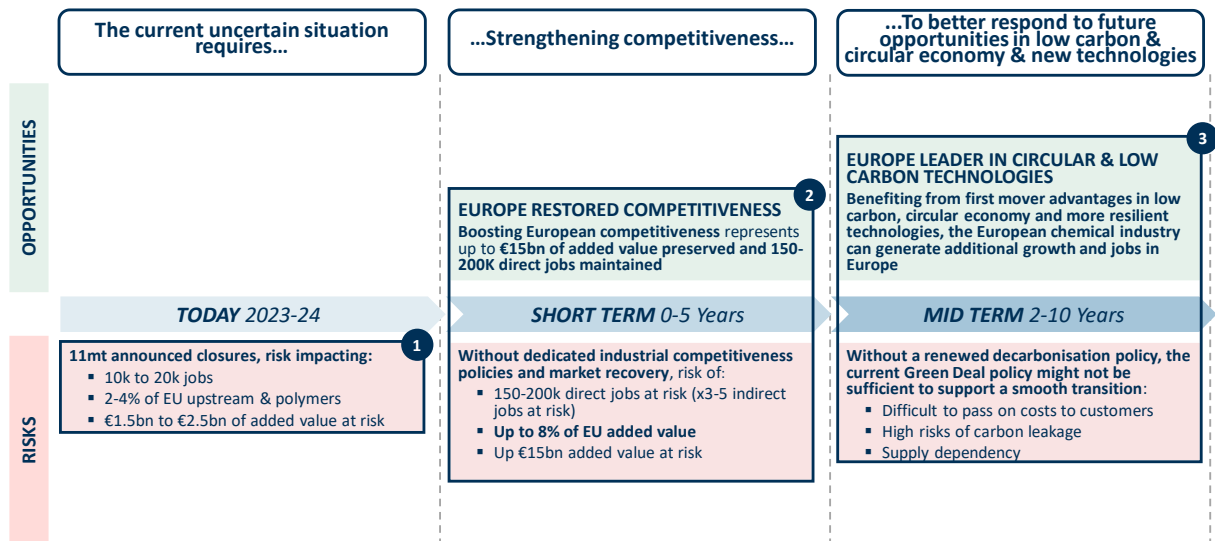 The current uncertain situation
requires…
…Strengthening competitiveness…
…To better respond to future
opportunities in low carbon &
circular economy & new technologies
OPPORTUNITIES
2
EUROPE RESTORED COMPETITIVENESS
Boosting European competitiveness represents
up to €15bn of added value preserved and 150-
200K direct jobs maintained
3
EUROPE LEADER IN CIRCULAR & LOW
CARBON TECHNOLOGIES
Benefiting from first mover advantages in low
carbon, circular economy and more resilient
technologies, the European chemical industry
can generate additional growth and jobs in
Europe
TODAY 2023-24
SHORT TERM 0-5 Years
MID TERM 2-10 Years
RISKS
1
11mt announced closures, risk impacting:
▪ 10k to 20k jobs
▪ 2-4% of EU upstream & polymers
▪ €1.5bn to €2.5bn of added value at risk
Without dedicated industrial competitiveness
policies and market recovery, risk of:
▪ 150-200k direct jobs at risk (x3-5 indirect
jobs at risk)
▪ Up to 8% of EU added value
▪ Up €15bn added value at risk
Without a renewed decarbonisation policy, the
current Green Deal policy might not be
sufficient to support a smooth transition:
▪ Difficult to pass on costs to customers
▪ High risks of carbon leakage
▪ Supply dependency